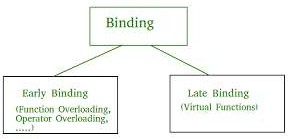 Binding
Early Binding
(Function Overloading,
Operator Overloading,
.....)
Late Binding
(Virtual Functions)